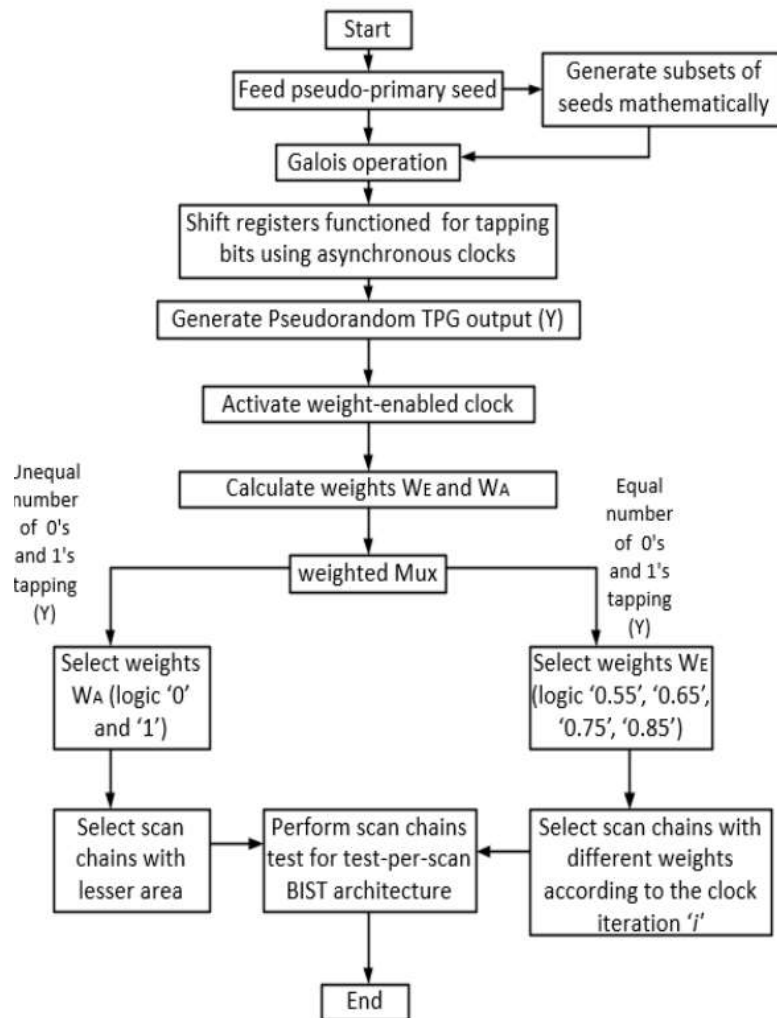 Start
Feed pseudo-primary seed
Generate subsets of
seeds mathematically
Galois operation
Shift registers functioned for tapping
bits using asynchronous clocks
Generate Pseudorandom TPG output (Y)
Activate weight-enabled clock
Calculate weights WE and WA
Unequal
number
of 0's
and 1's
tapping
(Y)
Equal
number
of 0's
and 1's
tapping
(Y)
weighted Mux
Select weights
WA (logic ‘0’
and ‘1’)
Select weights WE
(logic ‘0.55’, ‘0.65’,
‘0.75’, ‘0.85’)
Select scan
chains with
lesser area
Perform scan chains
test for test-per-scan
BIST architecture
Select scan chains with
different weights
according to the clock
iteration ‘i’
End